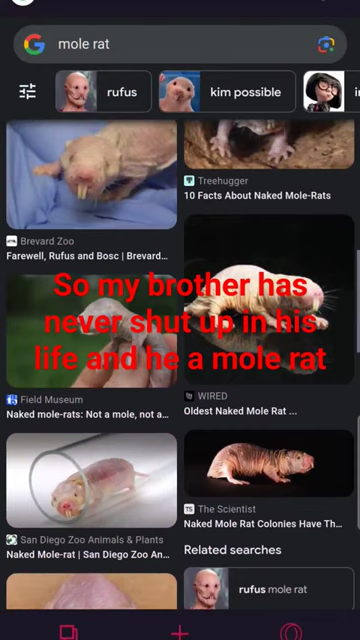 mole rat
rufus
kim possible
Treehugger
10 Facts About Naked Mole-Rats
Brevard Zoo
Farewell, Rufus and Bosc | Brevard...
So my brother has
never shut up in his
life and he a mole rat
Field Museum
Naked mole-rats: Not a mole, not a...
WIRED
Oldest Naked Mole Rat ...
San Diego Zoo Animals & Plants
Naked Mole-rat | San Diego Zoo An...
TS The Scientist
Naked Mole Rat Colonies Have Th...
Related searches
rufus mole rat